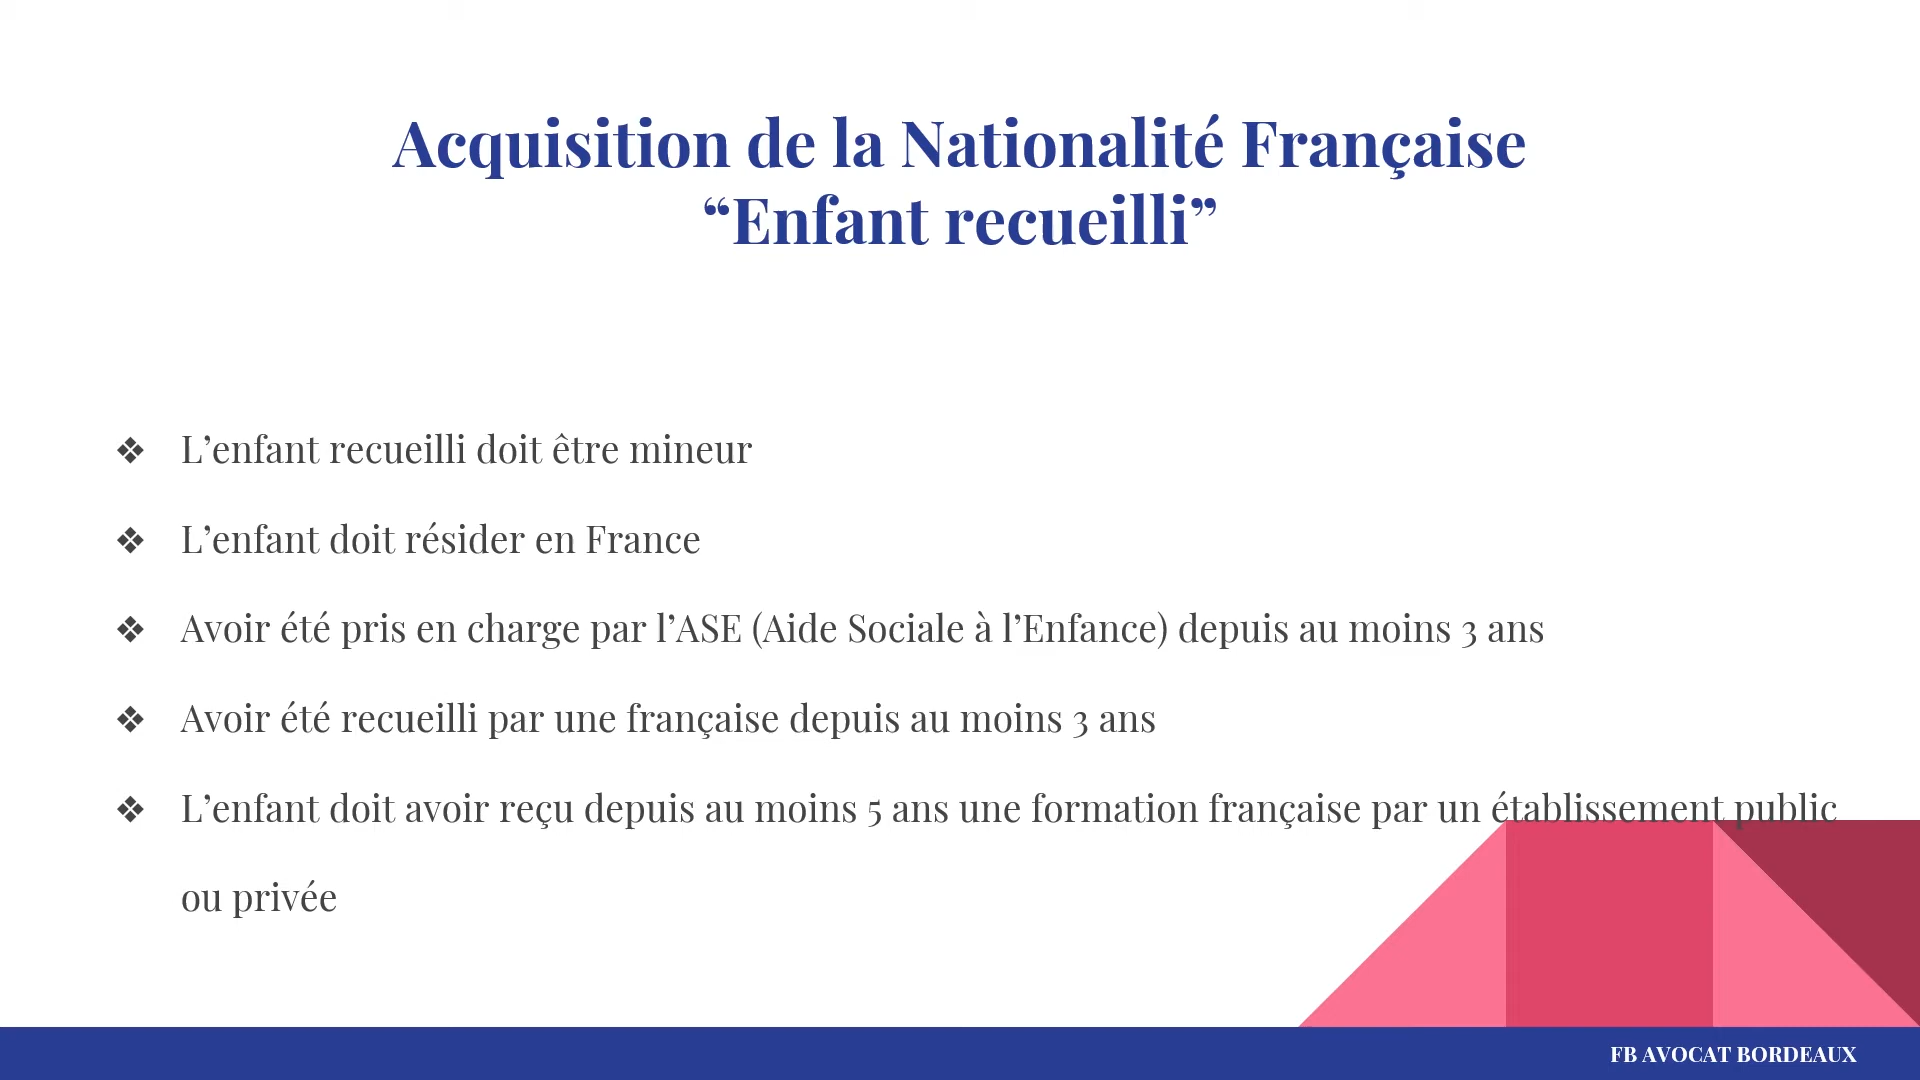 Acquisition de la Nationalité Française
“Enfant recueilli”
❖ L’enfant recueilli doit être mineur
❖ L’enfant doit résider en France
❖ Avoir été pris en charge par l’ASE (Aide Sociale à l’Enfance) depuis au moins 3 ans
❖ Avoir été recueilli par une française depuis au moins 3 ans
❖ L’enfant doit avoir reçu depuis au moins 5 ans une formation française par un établissement public
ou privée
FB AVOCAT BORDEAUX